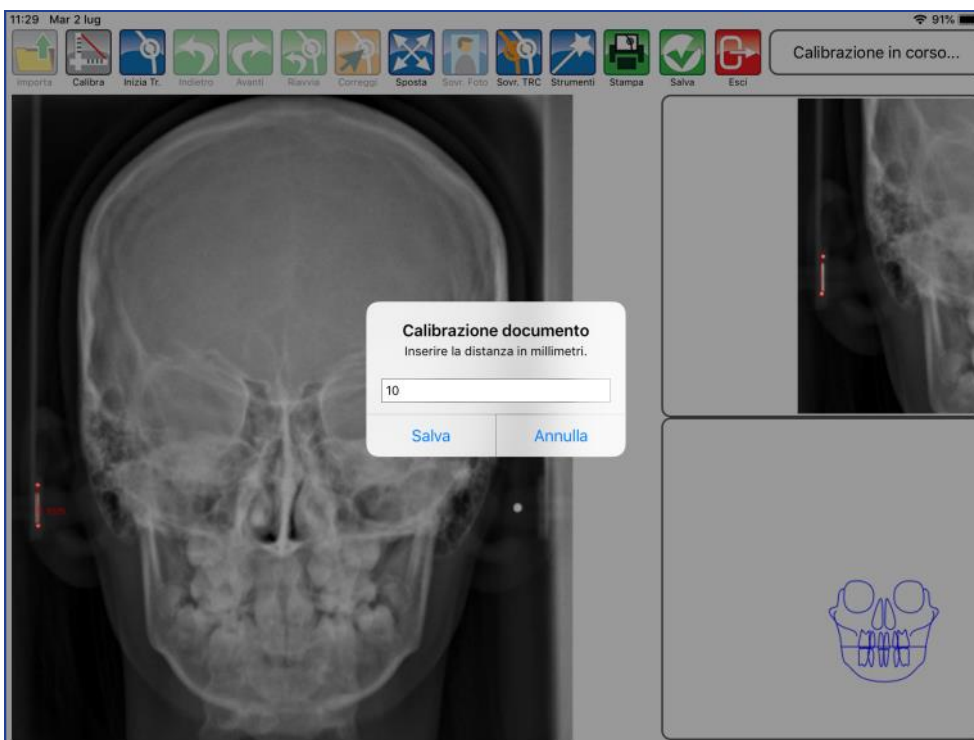 11:29 Mar 2 lug
91%
Importa Calibra Inizia Tr. Indietro Avanti Riavvia Correggi Sposta Sovr. Foto Sovr. TRC Strumenti Stampa Salva Esci
Calibrazione in corso...
Calibrazione documento
Inserire la distanza in millimetri.
10
Salva Annulla